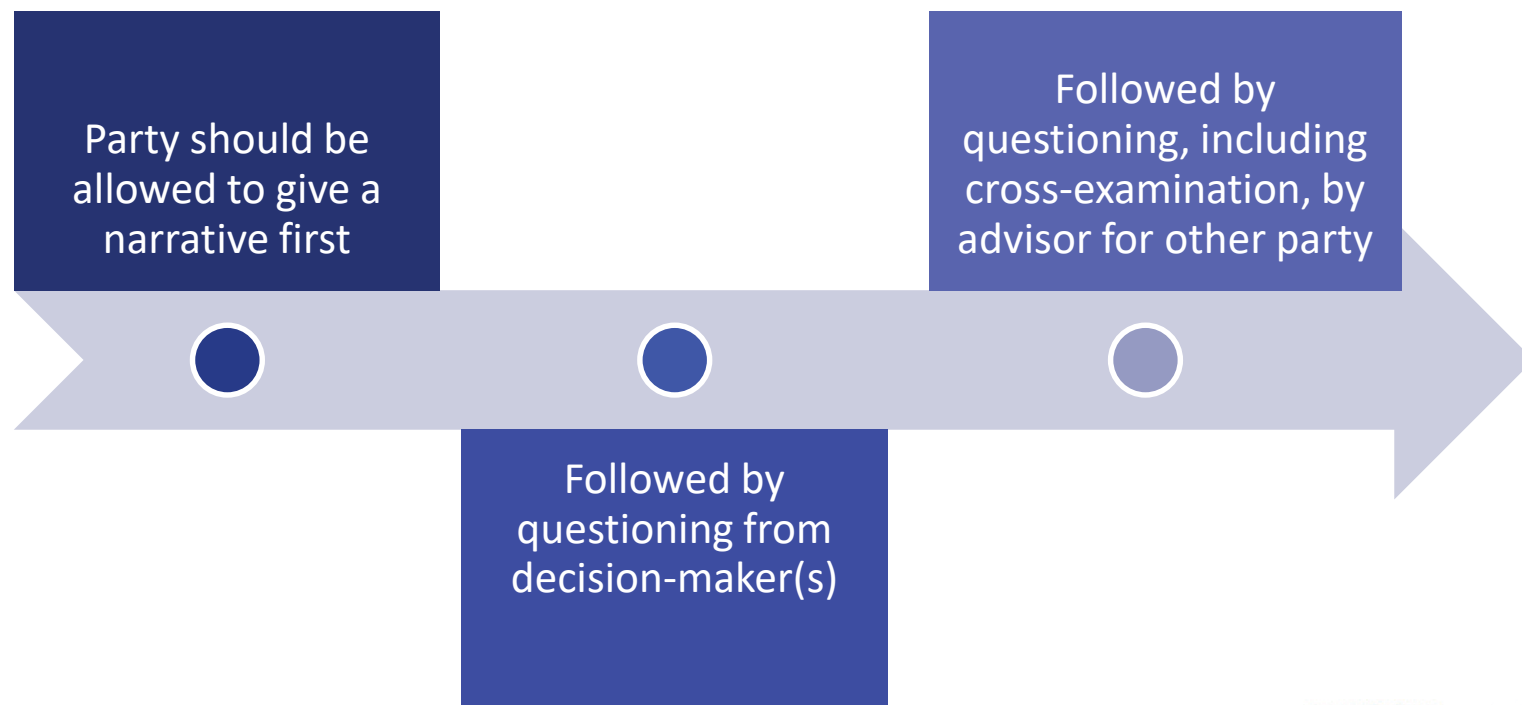 Party should be
allowed to give a
narrative first
Followed by
questioning from
decision-maker(s)
Followed by
questioning, including
cross-examination, by
advisor for other party